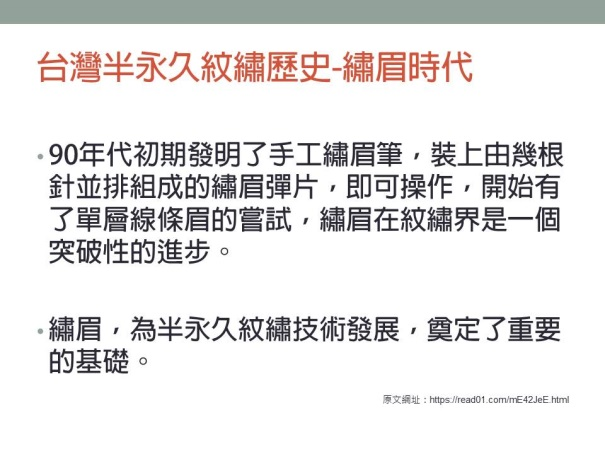 台灣半永久紋繡歷史-繡眉時代
• 90年代初期發明了手工繡眉筆，裝上由幾根
針並排組成的繡眉彈片，即可操作，開始有
了單層線條眉的嘗試，繡眉在紋繡界是一個
突破性的進步。
• 繡眉，為半永久紋繡技術發展，奠定了重要
的基礎。
原文網址：https://read01.com/mE42JeE.html